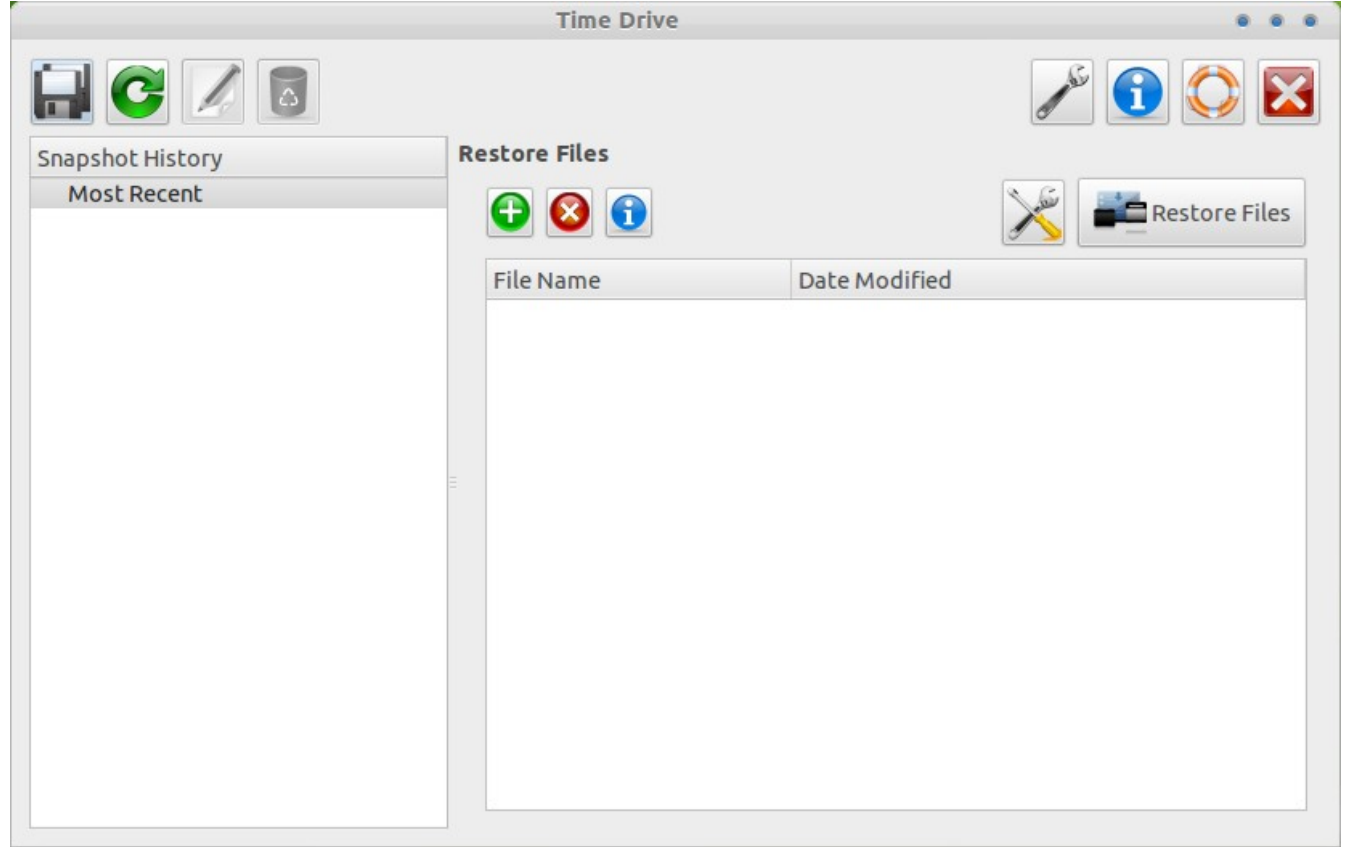 Time Drive
Snapshot History
Most Recent
Restore Files
Restore Files
File Name
Date Modified